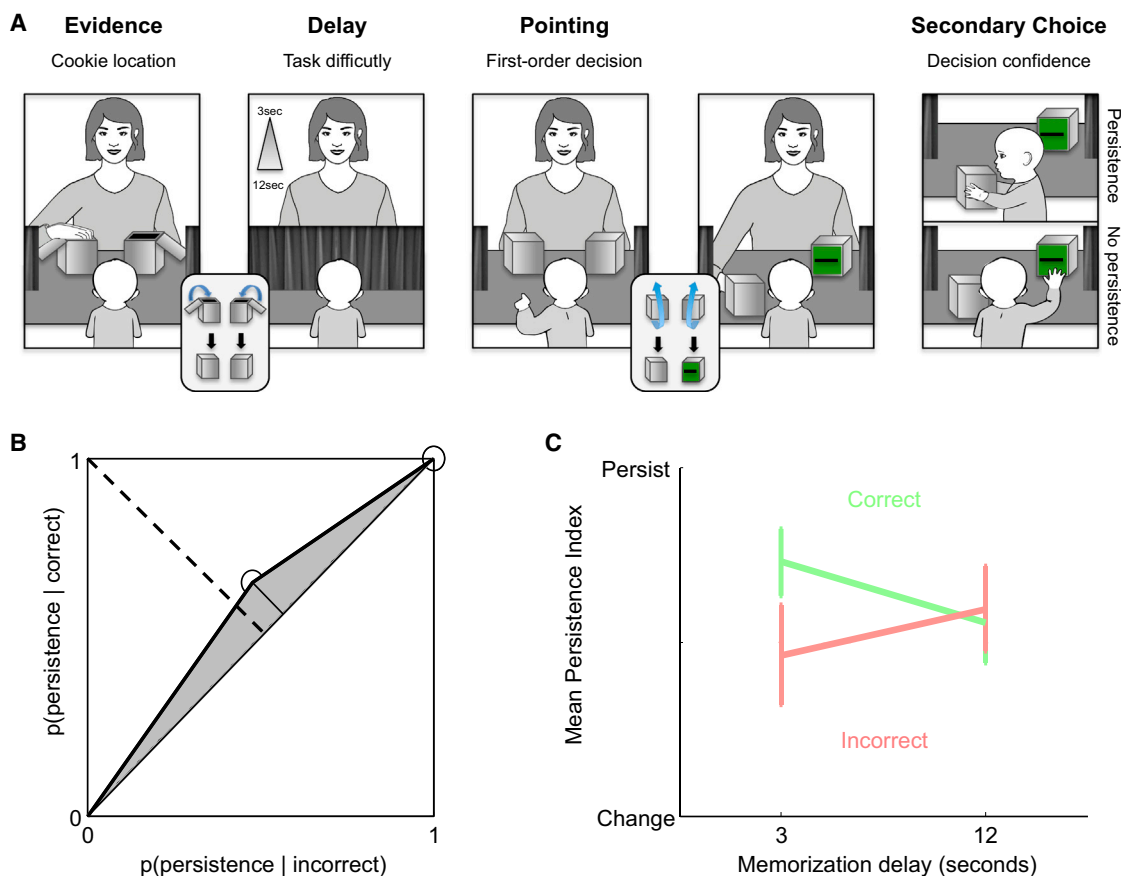 A
Evidence
Delay
Pointing
Secondary Choice
Cookie location
Task difficutly
First-order decision
Decision confidence
3sec
12sec
Persistence
No persistence
B
1
p(persistence | correct)
0
0
1
p(persistence | incorrect)
C
Persist
Mean Persistence Index
Change
Correct
Incorrect
3
12
Memorization delay (seconds)